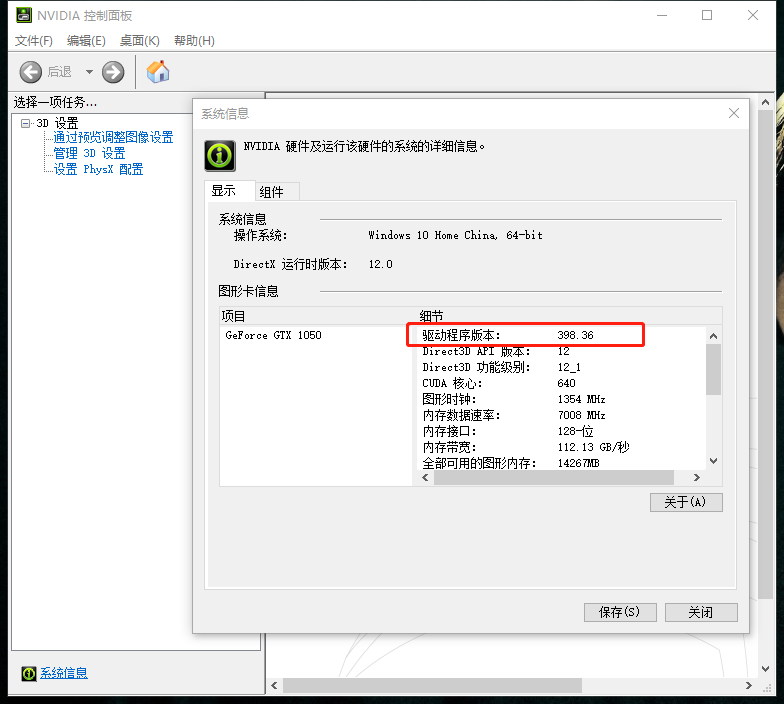 NVIDIA 控制面板
文件(F) 编辑(E) 桌面(K) 帮助(H)
后退
选择一项任务...
3D 设置
通过预览调整图像设置
管理 3D 设置
设置 PhysX 配置
系统信息
NVIDIA 硬件及运行该硬件的系统的详细信息。
显示 组件
系统信息
操作系统: Windows 10 Home China, 64-bit
DirectX 运行时版本: 12.0
图形卡信息
项目 细节
GeForce GTX 1050 驱动程序版本: 398.36
Direct3D API 版本: 12
Direct3D 功能级别: 12_1
CUDA 核心: 640
图形时钟: 1354 MHz
内存数据速率: 7008 MHz
内存接口: 128-位
内存带宽: 112.13 GB/秒
全部可用的图形内存: 14267MB
关于(A)
保存(S) 关闭
系统信息